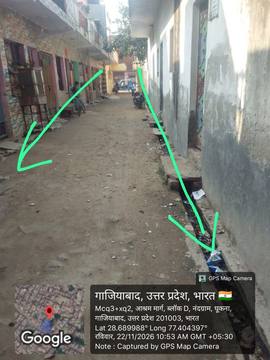 GPS Map Camera
गाजियाबाद, उत्तर प्रदेश, भारत 🇮🇳
Mcq3+xq2, आश्रम मार्ग, ब्लॉक D, नंदग्राम, घूकना,
गाजियाबाद, उत्तर प्रदेश 201003, भारत
Lat 28.689988° Long 77.404397°
रविवार, 22/11/2026 10:53 AM GMT +05:30
Note : Captured by GPS Map Camera
Google